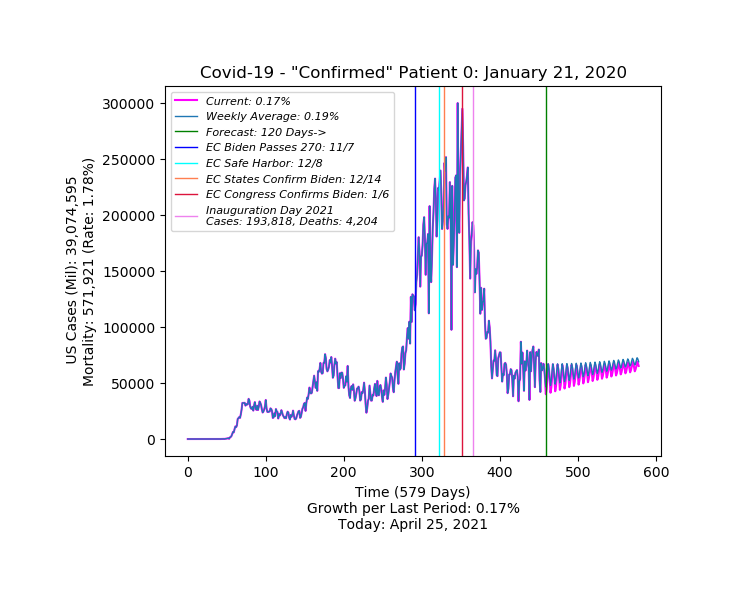 Covid-19 - "Confirmed" Patient 0: January 21, 2020
Current: 0.17%
Weekly Average: 0.19%
Forecast: 120 Days->
EC Biden Passes 270: 11/7
EC Safe Harbor: 12/8
EC States Confirm Biden: 12/14
EC Congress Confirms Biden: 1/6
Inauguration Day 2021
Cases: 193,818, Deaths: 4,204
US Cases (Mil): 39,074,595
Mortality: 571,921 (Rate: 1.78%)
300000
250000
200000
150000
100000
50000
0
0 100 200 300 400 500 600
Time (579 Days)
Growth per Last Period: 0.17%
Today: April 25, 2021